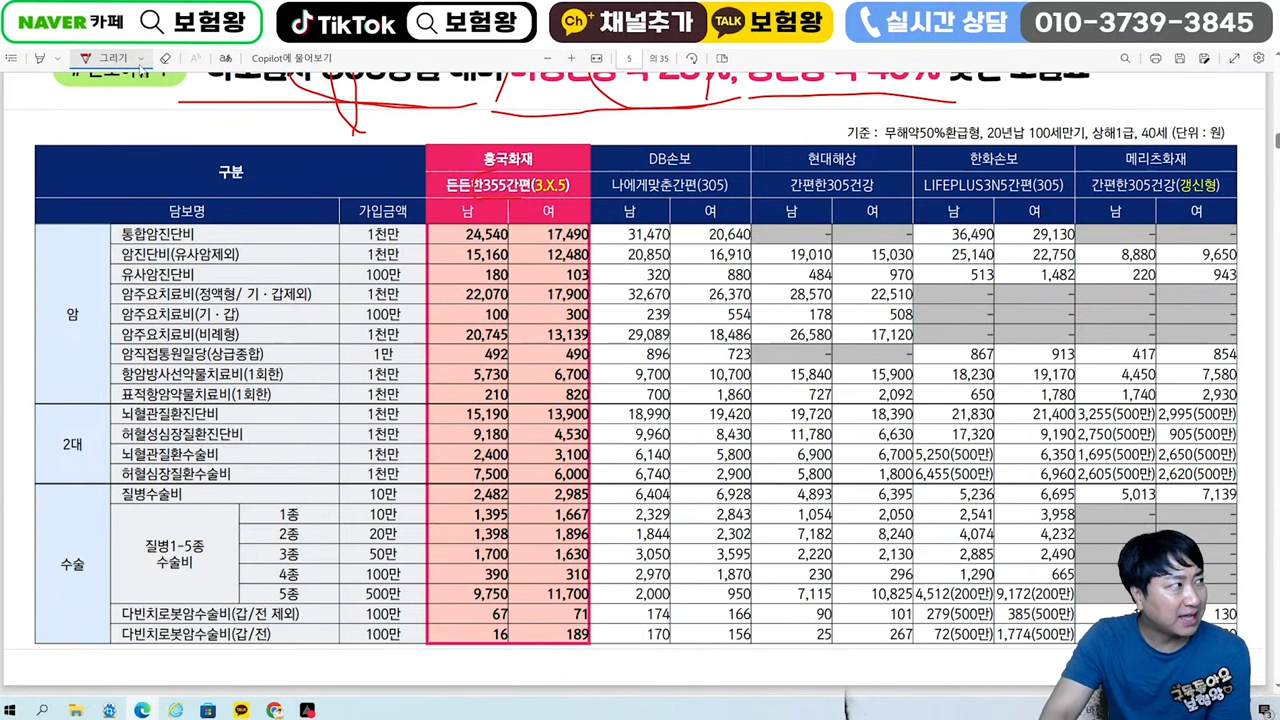 NAVER 카페 보험왕 TikTok 보험왕 Ch+ 채널추가 TALK 보험왕 실시간 상담 010-3739-3845
그리기 가あ Copilot에 물어보기 5 의 35
기준 : 무해약50%환급형, 20년납 100세만기, 상해1급, 40세 (단위 : 원)
구분 흥국화재 DB손보 현대해상 한화손보 메리츠화재
든든한355간편(3.X.5) 나에게맞춘간편(305) 간편한305건강 LIFEPLUS3N5간편(305) 간편한305건강(갱신형)
담보명 가입금액 남 여 남 여 남 여 남 여 남 여
암
통합암진단비 1천만 24,540 17,490 31,470 20,640 - - 36,490 29,130 - -
암진단비(유사암제외) 1천만 15,160 12,480 20,850 16,910 19,010 15,030 25,140 22,750 8,880 9,650
유사암진단비 100만 180 103 320 880 484 970 513 1,482 220 943
암주요치료비(정액형/ 기 · 갑제외) 1천만 22,070 17,900 32,670 26,370 28,570 22,510 - - - -
암주요치료비(기 · 갑) 100만 100 300 239 554 178 508 - - - -
암주요치료비(비례형) 1천만 20,745 13,139 29,089 18,486 26,580 17,120 - - - -
암직접통원일당(상급종합) 1만 492 490 896 723 - - 867 913 417 854
항암방사선약물치료비(1회한) 1천만 5,730 6,700 9,700 10,700 15,840 15,900 18,230 19,170 4,450 7,580
표적항암약물치료비(1회한) 1천만 210 820 700 1,860 727 2,092 650 1,780 1,740 2,930
2대
뇌혈관질환진단비 1천만 15,190 13,900 18,990 19,420 19,720 18,390 21,830 21,400 3,255(500만) 2,995(500만)
허혈성심장질환진단비 1천만 9,180 4,530 9,960 8,430 11,780 6,630 17,320 9,190 2,750(500만) 905(500만)
뇌혈관질환수술비 1천만 2,400 3,100 6,140 5,800 6,900 6,700 5,250(500만) 6,350 1,695(500만) 2,650(500만)
허혈심장질환수술비 1천만 7,500 6,000 6,740 2,900 5,800 1,800 6,455(500만) 6,960 2,605(500만) 2,620(500만)
수술
질병수술비 10만 2,482 2,985 6,404 6,928 4,893 6,395 5,236 6,695 5,013 7,139
질병1-5종 수술비
1종 10만 1,395 1,667 2,329 2,843 1,054 2,050 2,541 3,958 - -
2종 20만 1,398 1,896 1,844 2,302 7,182 8,240 4,074 4,232 -
3종 50만 1,700 1,630 3,050 3,595 2,220 2,130 2,885 2,490 -
4종 100만 390 310 2,970 1,870 230 296 1,290 665 -
5종 500만 9,750 11,700 2,000 950 7,115 10,825 4,512(200만) 9,172(200만) -
다빈치로봇암수술비(갑/전 제외) 100만 67 71 174 166 90 101 279(500만) 385(500만) 130
다빈치로봇암수술비(갑/전) 100만 16 189 170 156 25 267 72(500만) 1,774(500만)
구독좋아요
보험왕